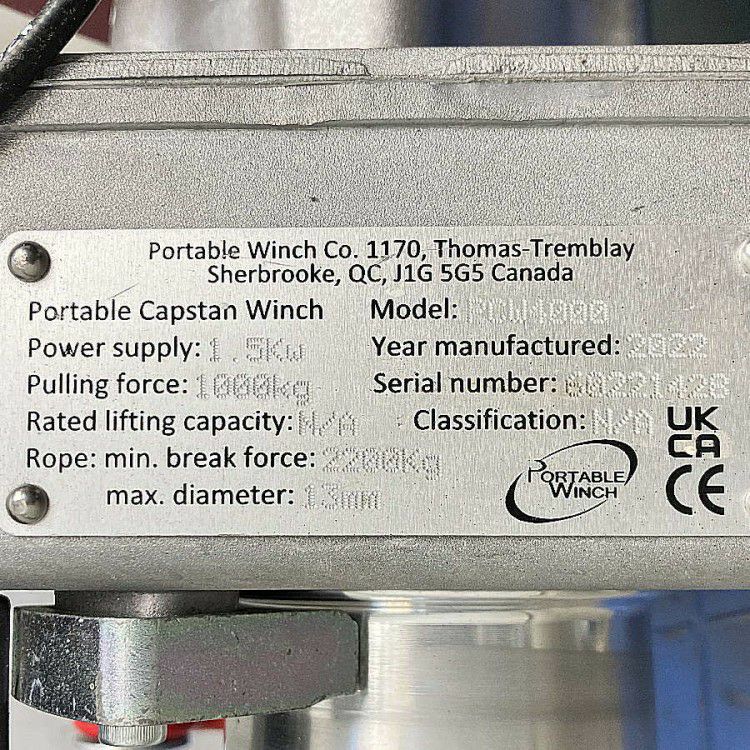 Portable Winch Co. 1170, Thomas-Tremblay
Sherbrooke, QC, J1G 5G5 Canada
Portable Capstan Winch Model: PCW4000
Power supply: 1.5Kw Year manufactured: 2022
Pulling force: 1000kg Serial number: 60221428
Rated lifting capacity: N/A Classification: N/A
UK
CA
Rope: min. break force: 2200Kg
max. diameter: 13mm
PORTABLE
WINCH
CE